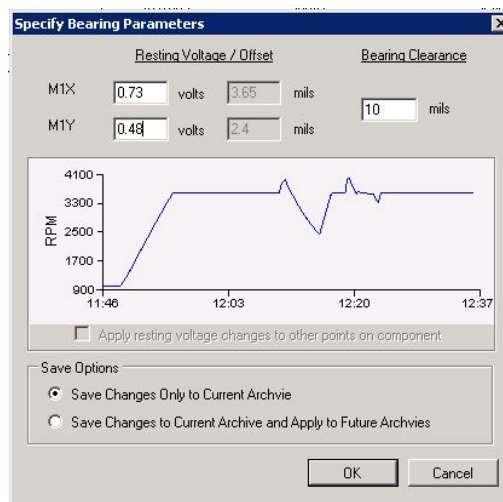 Specify Bearing Parameters
Resting Voltage / Offset Bearing Clearance
M1X 0.73 volts 3.65 mils
10 mils
M1Y 0.48 volts 2.4 mils
4100
3300
2500
1700
900
RPM
11:46 12:03 12:20 12:37
Apply resting voltage changes to other points on component
Save Options
Save Changes Only to Current Archvie
Save Changes to Current Archive and Apply to Future Archvies
OK Cancel